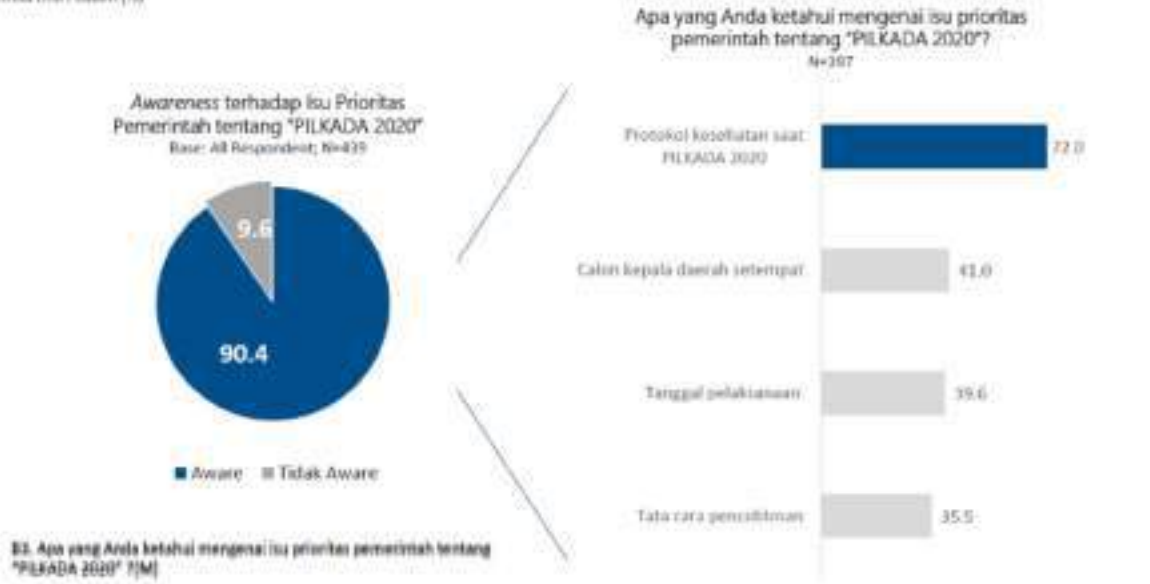 Apa yang Anda ketahui mengenai isu prioritas
pemerintah tentang "PILKADA 2020"?
N=397
Awareness terhadap Isu Prioritas
Pemerintah tentang "PILKADA 2020"
Base: All Respondent; N=439
9.6
90.4
Aware
Tidak Aware
Protokol kesehatan saat
PILKADA 2020
72.0
Calon kepala daerah setempat
41.0
Tanggal pelaksanaan
39.6
Tata cara pencoblosan
35.5
B3. Apa yang Anda ketahui mengenai isu prioritas pemerintah tentang
"PILKADA 2020" ?[M]